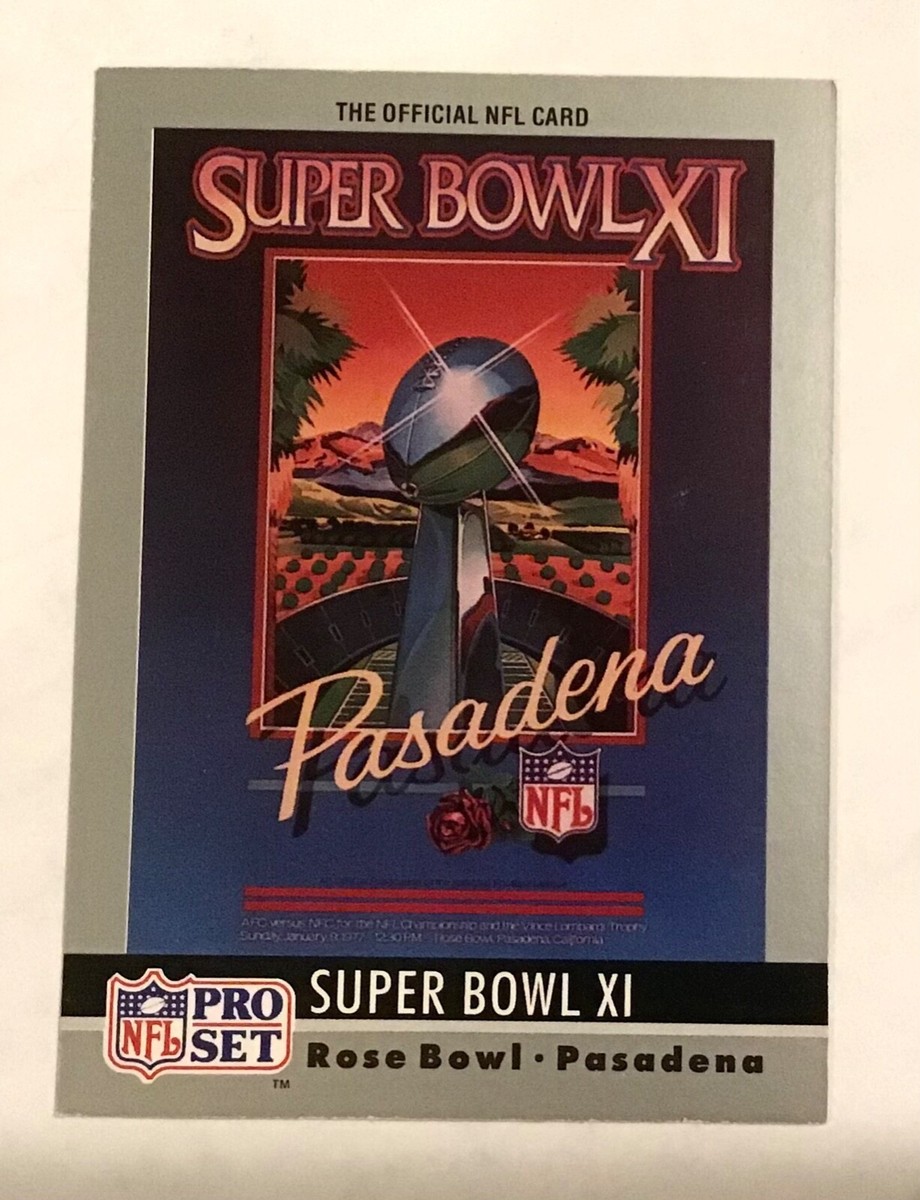 THE OFFICIAL NFL CARD
SUPER BOWL XI
Pasadena
NFL
AFC versus NFC for the NFL Championship and the Vince Lombardi Trophy
Sunday, January 9, 1977 12:30 PM Rose Bowl, Pasadena, California
NFL PRO SET
SUPER BOWL XI
Rose Bowl · Pasadena
TM